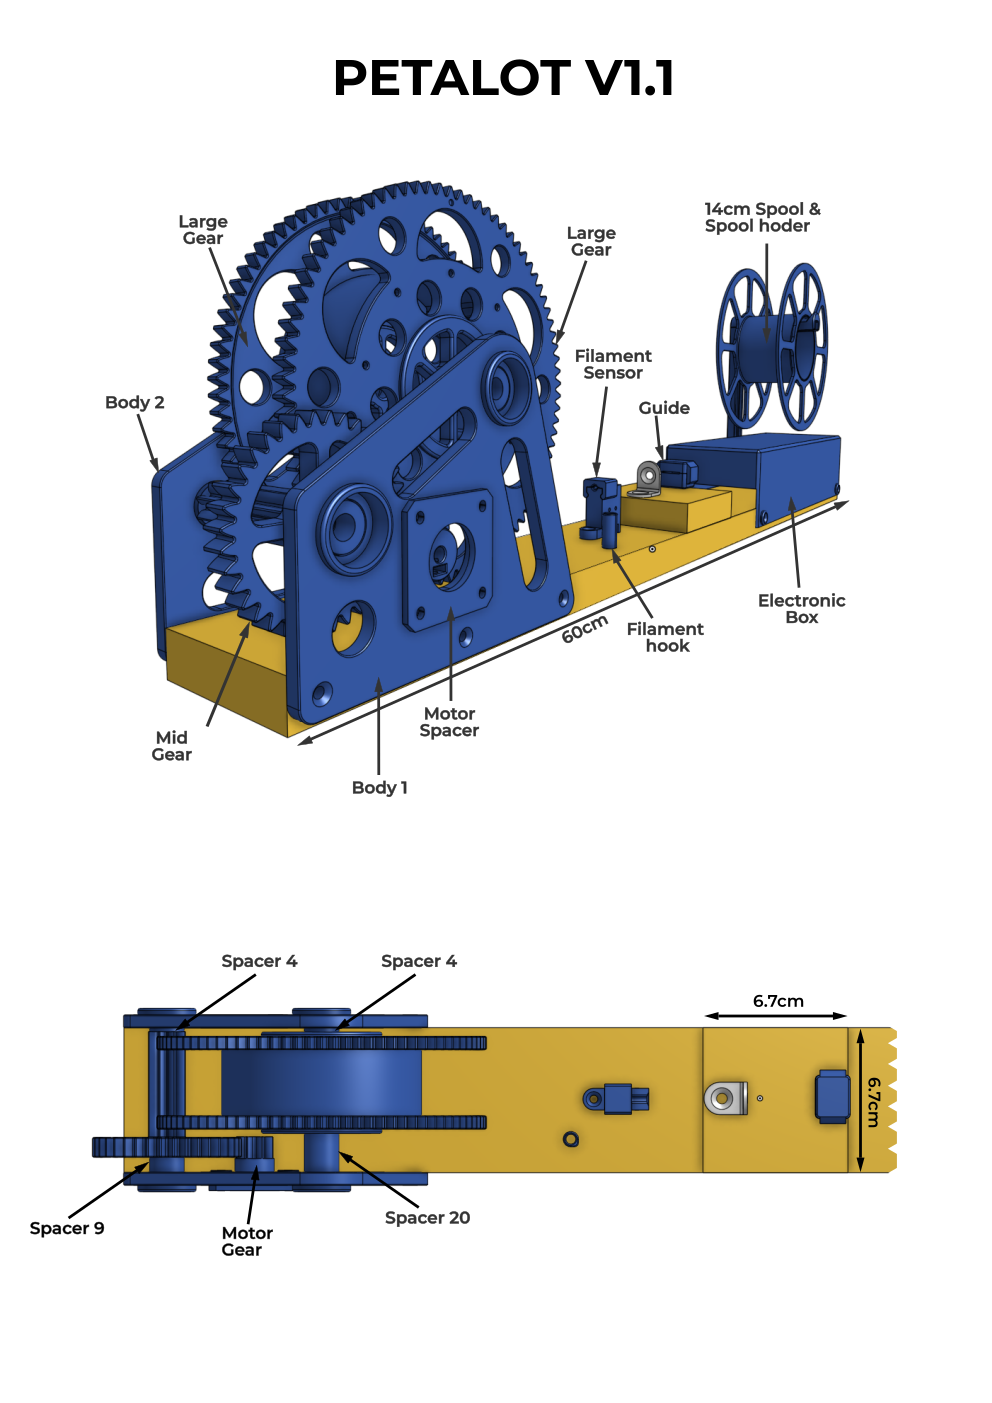 PETALOT V1.1
Large
Gear
Large
Gear
14cm Spool &
Spool hoder
Filament
Sensor
Guide
Body 2
Electronic
Box
60cm
Filament
hook
Motor
Spacer
Mid
Gear
Body 1
Spacer 4
Spacer 4
6.7cm
6.7cm
Spacer 9
Motor
Gear
Spacer 20